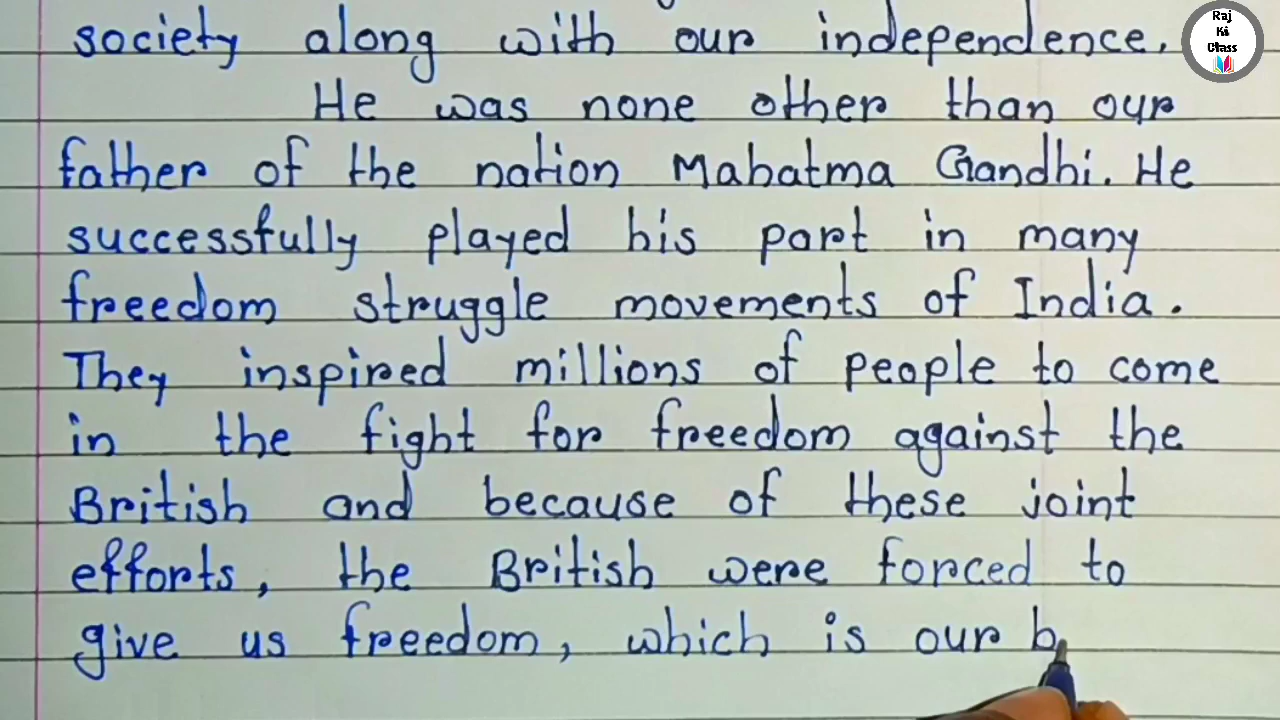 society along with our independence.
Raj
Ki
Class
He was none other than our
father of the nation Mahatma Gandhi. He
successfully played his part in many
freedom struggle movements of India.
They inspired millions of people to come
in the fight for freedom against the
British and because of these joint
efforts, the British were forced to
give us freedom, which is our b